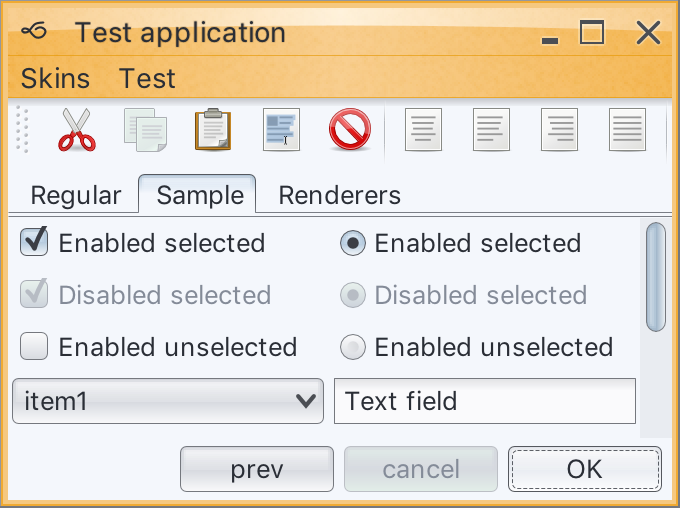 Test application
Skins Test
Regular Sample Renderers
Enabled selected Enabled selected
Disabled selected Disabled selected
Enabled unselected Enabled unselected
item1 Text field
prev cancel OK